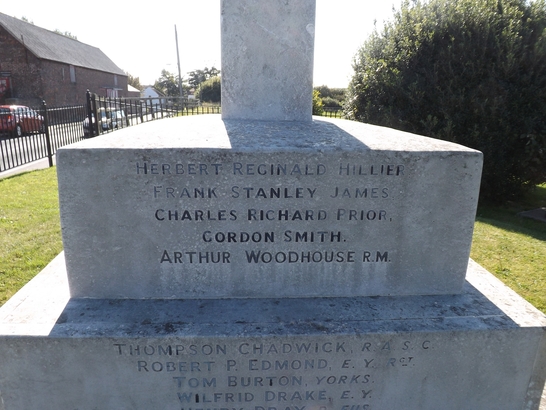 HERBERT REGINALD HILLIER
FRANK STANLEY JAMES
CHARLES RICHARD PRIOR,
GORDON SMITH.
ARTHUR WOODHOUSE R.M.
THOMPSON CHADWICK, R.A.S.C
ROBERT P. EDMOND, E.Y. RGT
TOM BURTON, YORKS.
WILFRID DRAKE, E.Y.